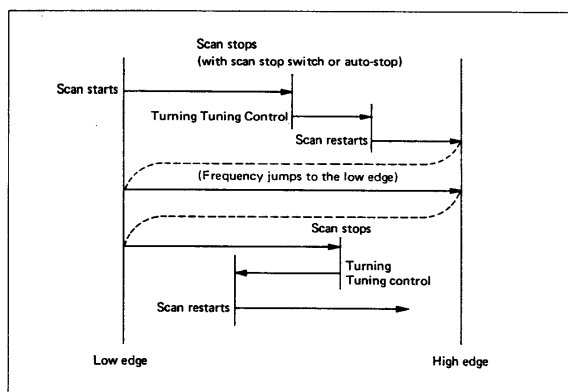 Scan stops
(with scan stop switch or auto-stop)
Scan starts
Turning Tuning Control
Scan restarts
(Frequency jumps to the low edge)
Scan stops
Turning
Tuning control
Scan restarts
Low edge
High edge